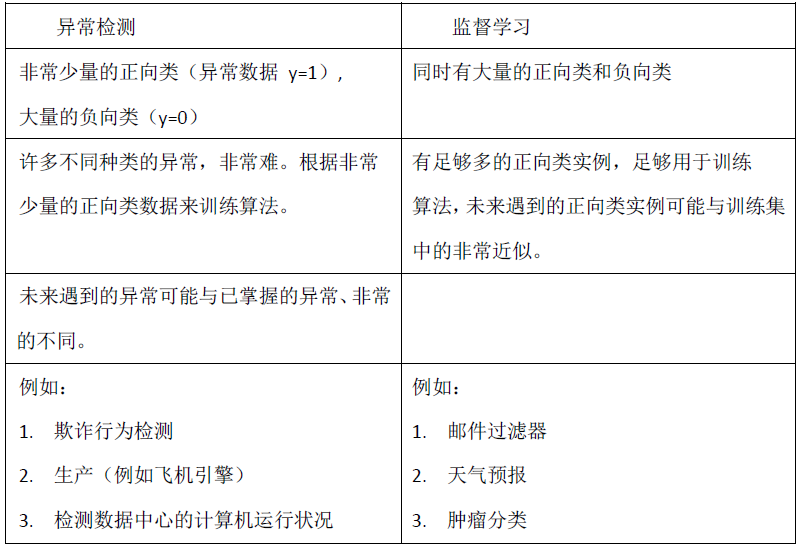 异常检测
监督学习
非常少量的正向类（异常数据 y=1），
大量的负向类（y=0）
同时有大量的正向类和负向类
许多不同种类的异常，非常难。根据非常
少量的正向类数据来训练算法。
有足够多的正向类实例，足够用于训练
算法，未来遇到的正向类实例可能与训练集
中的非常近似。
未来遇到的异常可能与已掌握的异常、非常
的不同。
例如：
1. 欺诈行为检测
2. 生产（例如飞机引擎）
3. 检测数据中心的计算机运行状况
例如：
1. 邮件过滤器
2. 天气预报
3. 肿瘤分类